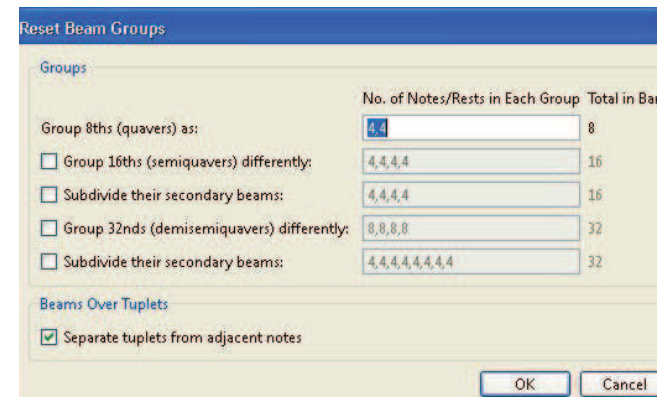 Reset Beam Groups
Groups
No. of Notes/Rests in Each Group Total in Bar
Group 8ths (quavers) as: 4,4 8
Group 16ths (semiquavers) differently: 4,4,4,4 16
Subdivide their secondary beams: 4,4,4,4 16
Group 32nds (demisemiquavers) differently: 8,8,8,8 32
Subdivide their secondary beams: 4,4,4,4,4,4,4,4 32
Beams Over Tuplets
Separate tuplets from adjacent notes
OK Cancel